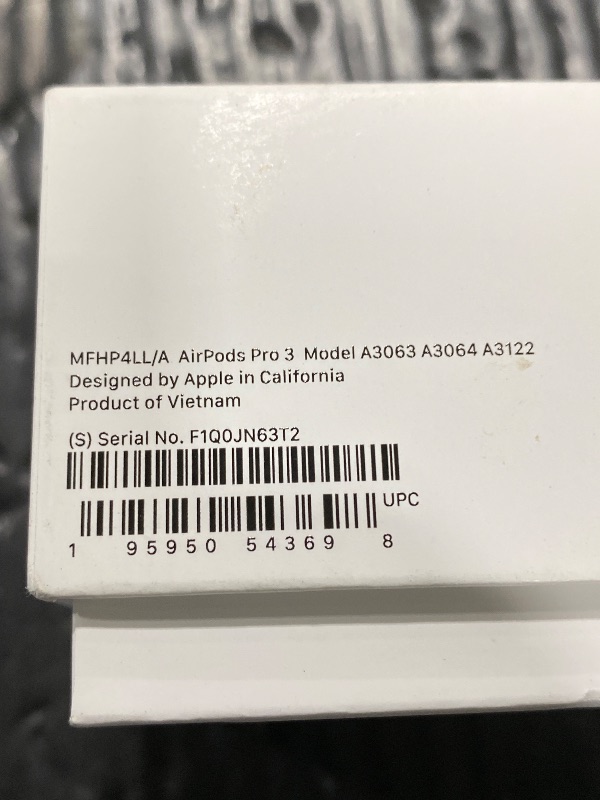 MFHP4LL/A AirPods Pro 3 Model A3063 A3064 A3122
Designed by Apple in California
Product of Vietnam
(S) Serial No. F1Q0JN63T2
UPC
1 95950 54369 8